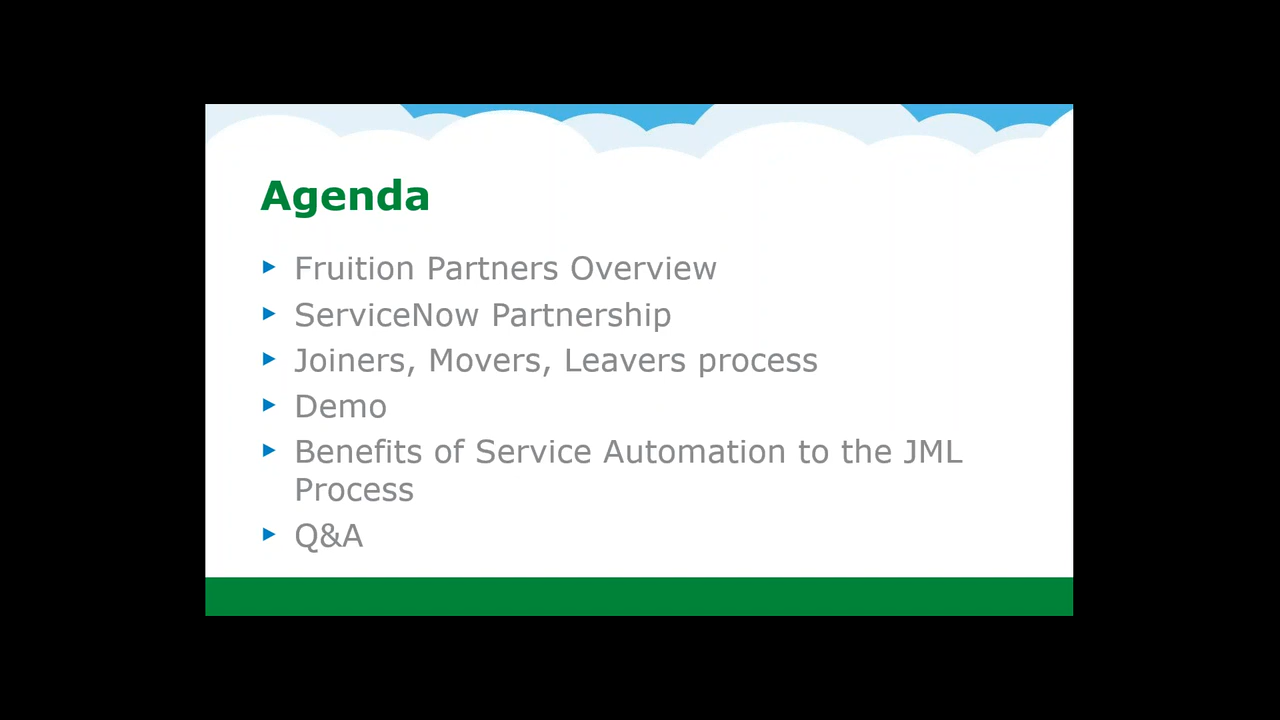 Agenda
Fruition Partners Overview
ServiceNow Partnership
Joiners, Movers, Leavers process
Demo
Benefits of Service Automation to the JML
Process
Q&A